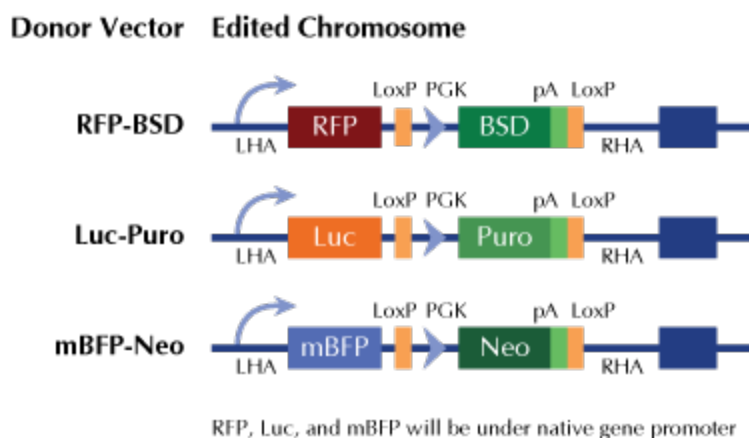 Donor Vector Edited Chromosome
LoxP PGK pA LoxP
RFP-BSD RFP BSD
LHA RHA
LoxP PGK pA LoxP
Luc-Puro Luc Puro
LHA RHA
LoxP PGK pA LoxP
mBFP-Neo mBFP Neo
LHA RHA
RFP, Luc, and mBFP will be under native gene promoter